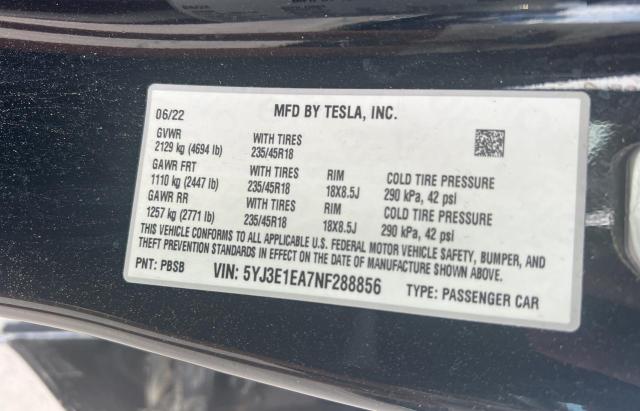 06/22 MFD BY TESLA, INC.
GVWR WITH TIRES
2129 kg (4694 lb) 235/45R18
GAWR FRT WITH TIRES RIM COLD TIRE PRESSURE
1110 kg (2447 lb) 235/45R18 18X8.5J 290 kPa, 42 psi
GAWR RR WITH TIRES RIM COLD TIRE PRESSURE
1257 kg (2771 lb) 235/45R18 18X8.5J 290 kPa, 42 psi
THIS VEHICLE CONFORMS TO ALL APPLICABLE U.S. FEDERAL MOTOR VEHICLE SAFETY, BUMPER, AND
THEFT PREVENTION STANDARDS IN EFFECT ON THE DATE OF MANUFACTURE SHOWN ABOVE.
PNT: PBSB VIN: 5YJ3E1EA7NF288856 TYPE: PASSENGER CAR